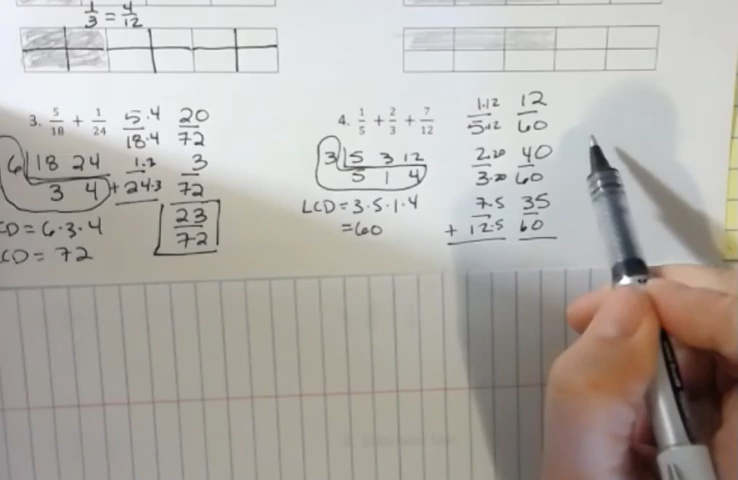 1/3 = 4/12
3. 5/18 + 1/24
5·4/18·4 20/72
6 18 24
1·3/24·3 3/72
3 4 +
23/72
CD = 6·3·4
CD = 72
4. 1/5 + 2/3 + 7/12
1·12/5·12 12/60
3 5 3 12
5 1 4
2·20/3·20 40/60
LCD = 3·5·1·4
= 60
+ 7·5/12·5 35/60